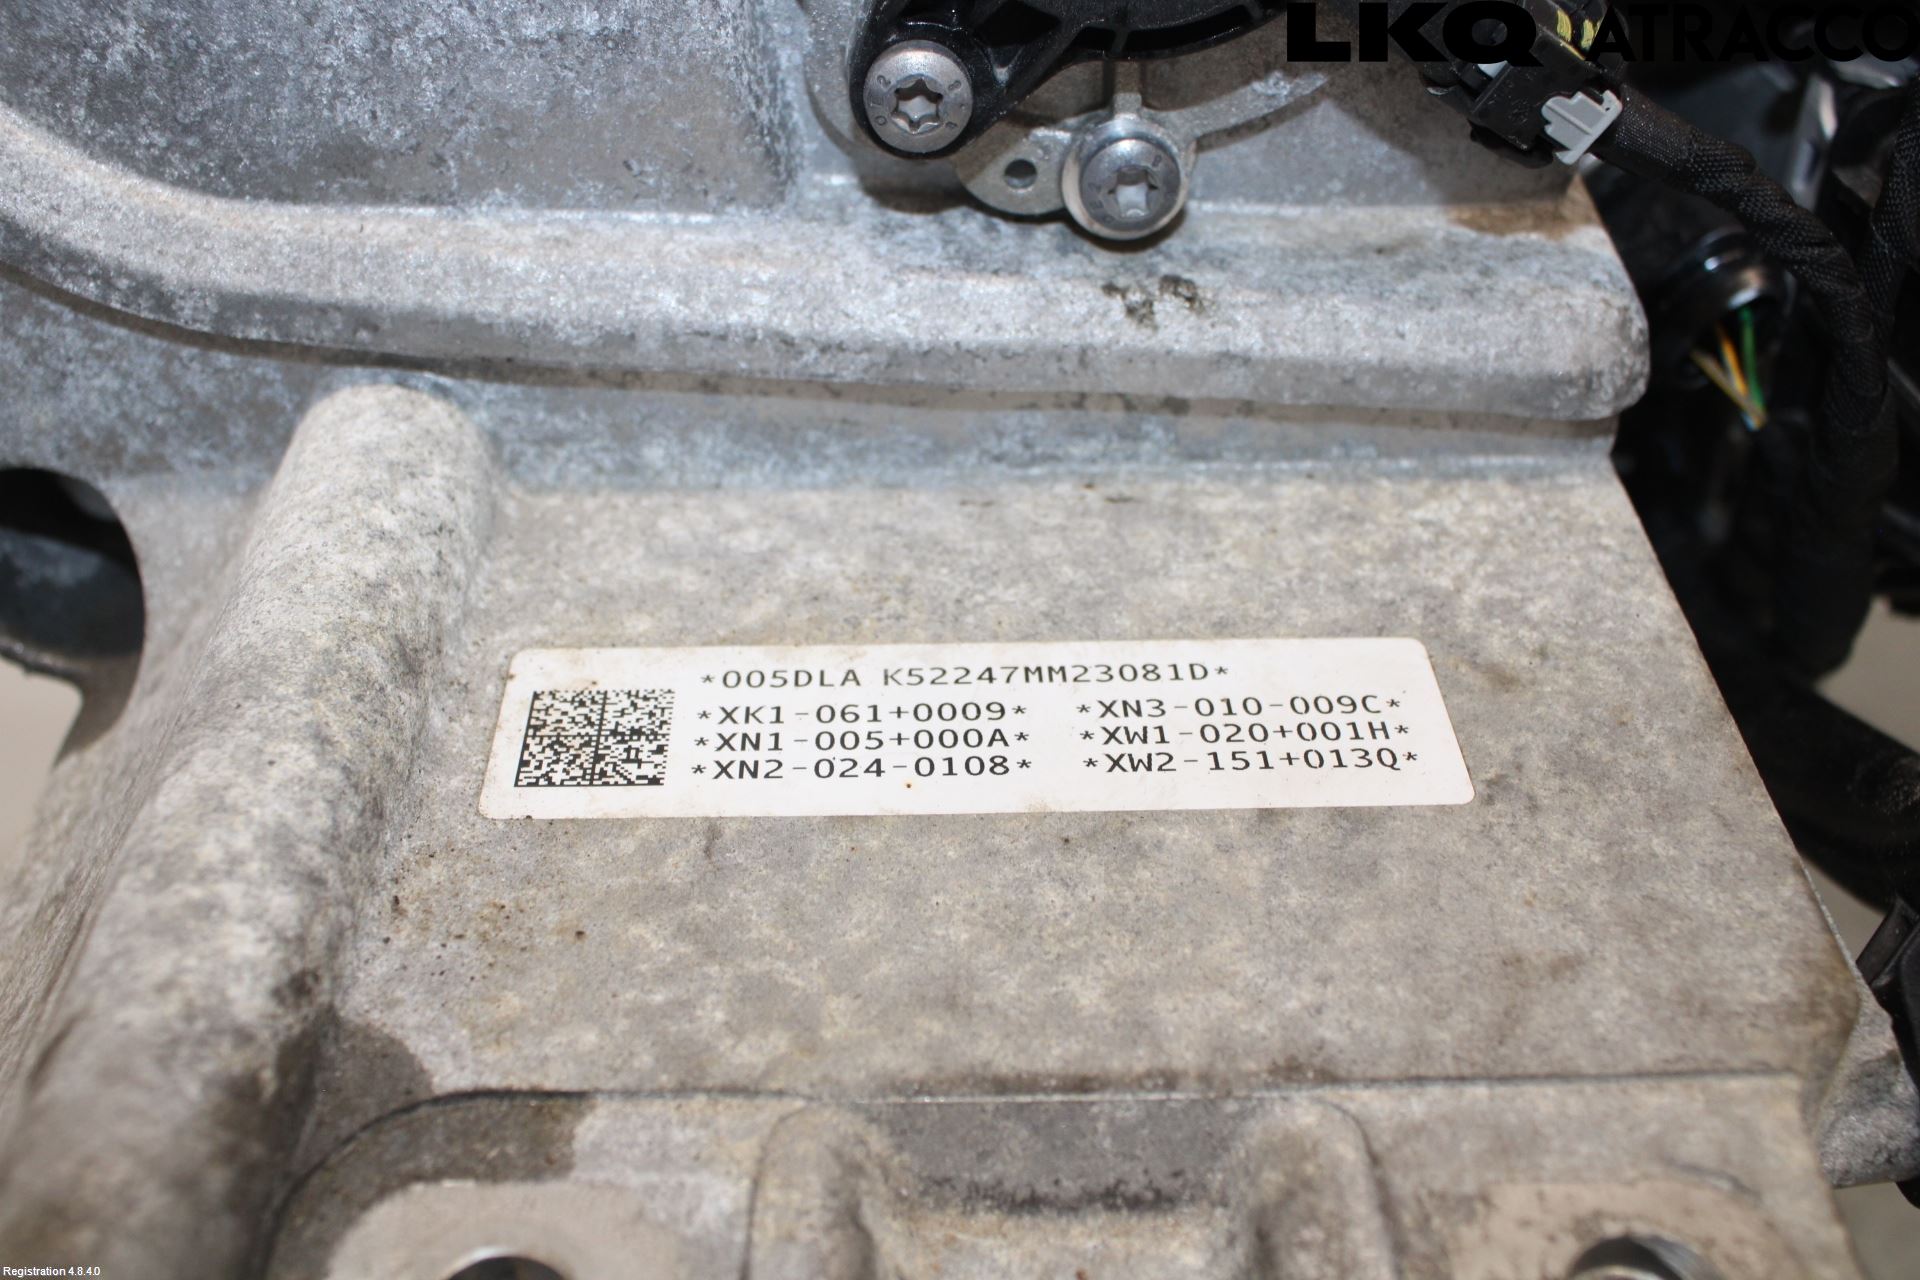 LKQ ATRACCO
*005DLA K52247MM23081D*
*XK1-061+0009* *XN3-010-009C*
*XN1-005+000A* *XW1-020+001H*
*XN2-024-0108* *XW2-151+013Q*
Registration 4.8.4.0